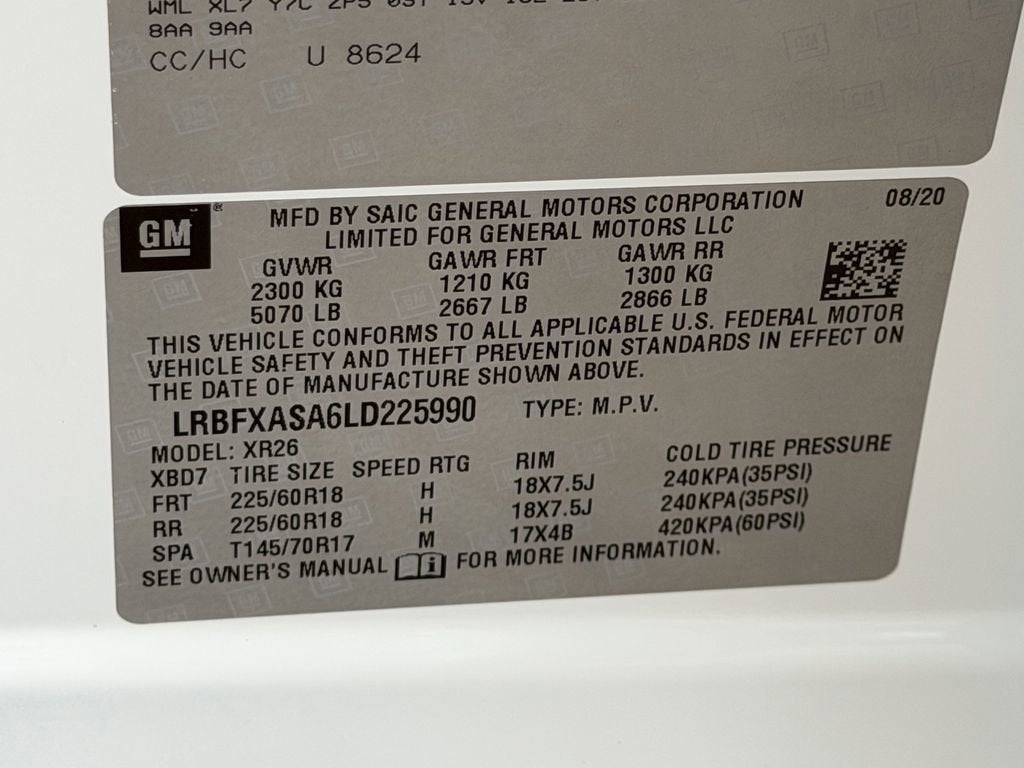 WML XL7 Y7C 2P5
8AA 9AA
CC/HC U 8624
GM ® MFD BY SAIC GENERAL MOTORS CORPORATION 08/20
LIMITED FOR GENERAL MOTORS LLC
GVWR GAWR FRT GAWR RR
2300 KG 1210 KG 1300 KG
5070 LB 2667 LB 2866 LB
THIS VEHICLE CONFORMS TO ALL APPLICABLE U.S. FEDERAL MOTOR
VEHICLE SAFETY AND THEFT PREVENTION STANDARDS IN EFFECT ON
THE DATE OF MANUFACTURE SHOWN ABOVE.
LRBFXASA6LD225990 TYPE: M.P.V.
MODEL: XR26
XBD7 TIRE SIZE SPEED RTG RIM COLD TIRE PRESSURE
FRT 225/60R18 H 18X7.5J 240KPA(35PSI)
RR 225/60R18 H 18X7.5J 240KPA(35PSI)
SPA T145/70R17 M 17X4B 420KPA(60PSI)
SEE OWNER'S MANUAL FOR MORE INFORMATION.